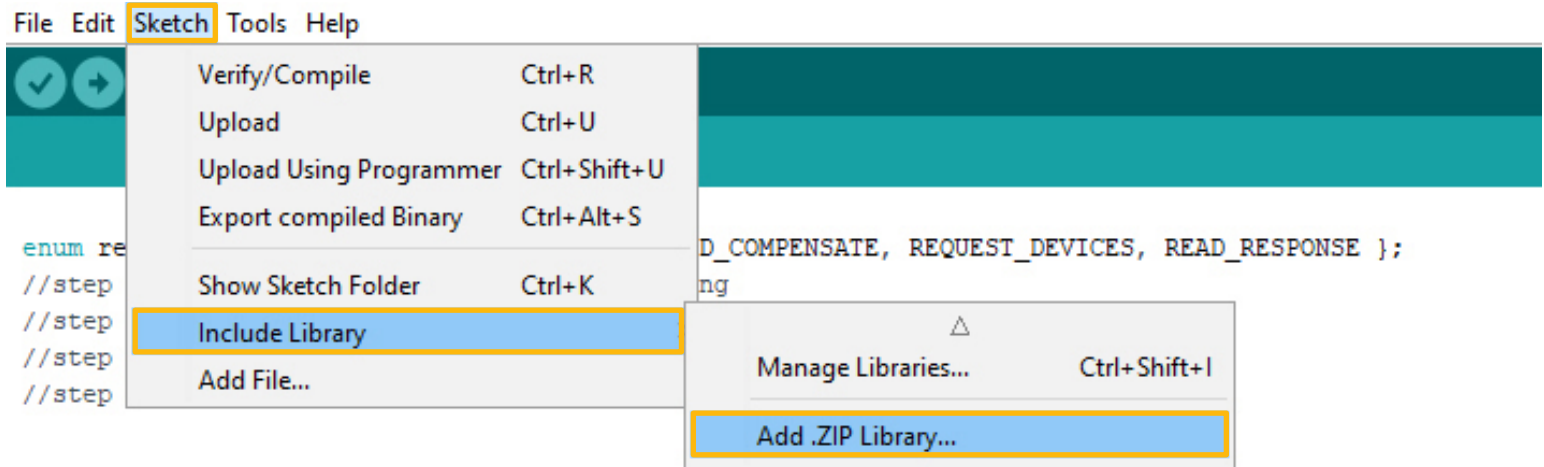 File Edit Sketch Tools Help
Verify/Compile Ctrl+R
Upload Ctrl+U
Upload Using Programmer Ctrl+Shift+U
Export compiled Binary Ctrl+Alt+S
enum re D_COMPENSATE, REQUEST_DEVICES, READ_RESPONSE };
//step Show Sketch Folder Ctrl+K ng
//step Include Library
//step Manage Libraries... Ctrl+Shift+I
//step Add File...
Add .ZIP Library...